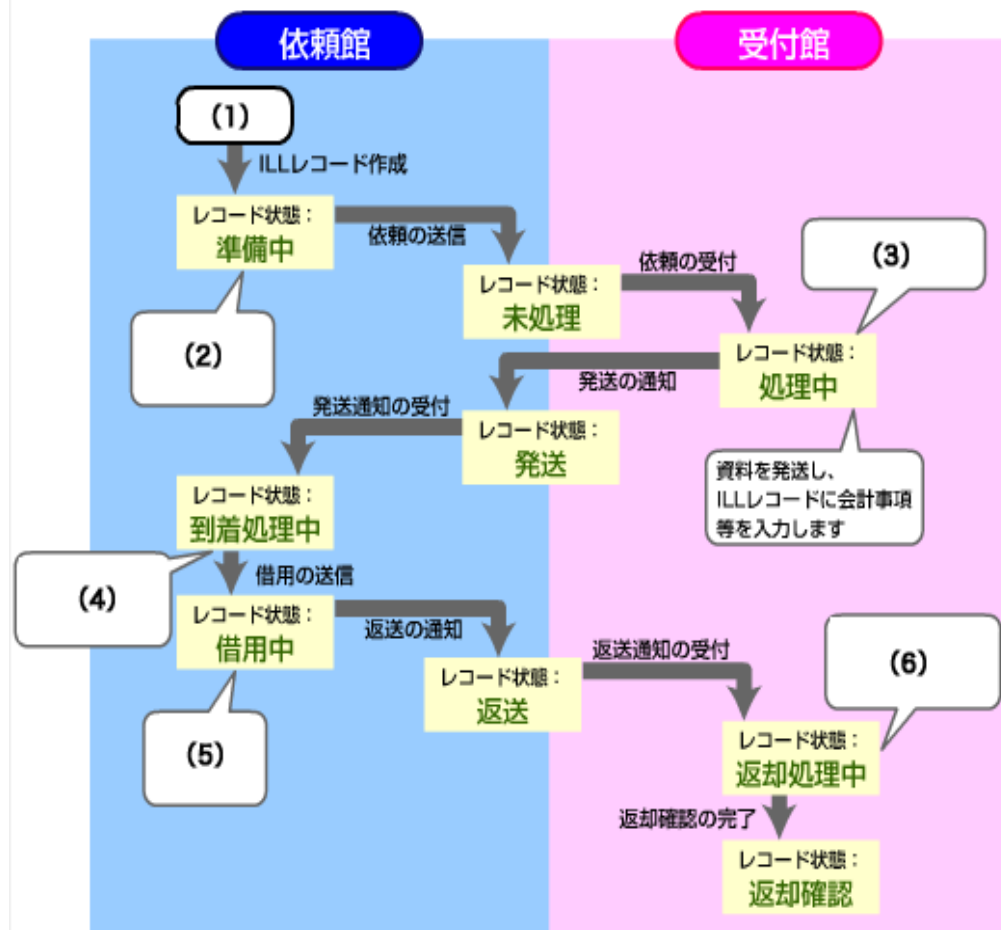 依頼館
受付館
(1)
ILLレコード作成
レコード状態：
準備中
依頼の送信
(2)
レコード状態：
未処理
依頼の受付
(3)
レコード状態：
処理中
資料を発送し、
ILLレコードに会計事項
等を入力します
発送の通知
レコード状態：
発送
発送通知の受付
レコード状態：
到着処理中
(4)
借用の送信
レコード状態：
借用中
(5)
返送の通知
レコード状態：
返送
返送通知の受付
(6)
レコード状態：
返却処理中
返却確認の完了
レコード状態：
返却確認